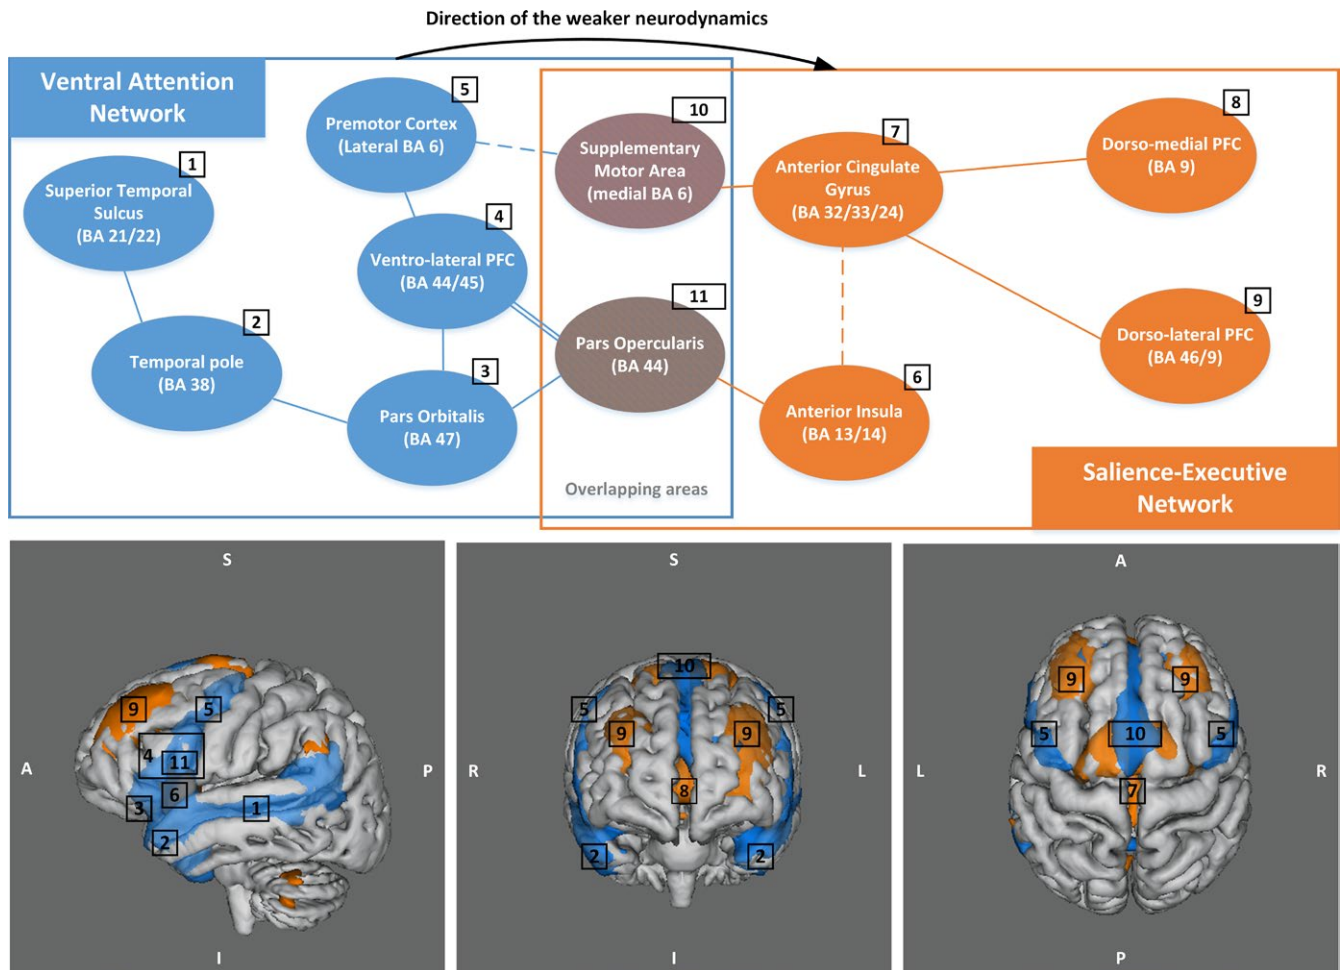 Direction of the weaker neurodynamics
Ventral Attention
Network
5
Premotor Cortex
(Lateral BA 6)
10
Supplementary
Motor Area
(medial BA 6)
7
Anterior Cingulate
Gyrus
(BA 32/33/24)
8
Dorso-medial PFC
(BA 9)
1
Superior Temporal
Sulcus
(BA 21/22)
4
Ventro-lateral PFC
(BA 44/45)
11
Pars Opercularis
(BA 44)
9
Dorso-lateral PFC
(BA 46/9)
2
Temporal pole
(BA 38)
3
Pars Orbitalis
(BA 47)
6
Anterior Insula
(BA 13/14)
Overlapping areas
Salience-Executive
Network
S
9
5
4
11
A
P
6
3
1
2
I
S
10
5
5
9
9
R
L
8
2
2
I
A
9
9
5
10
5
L
R
7
P